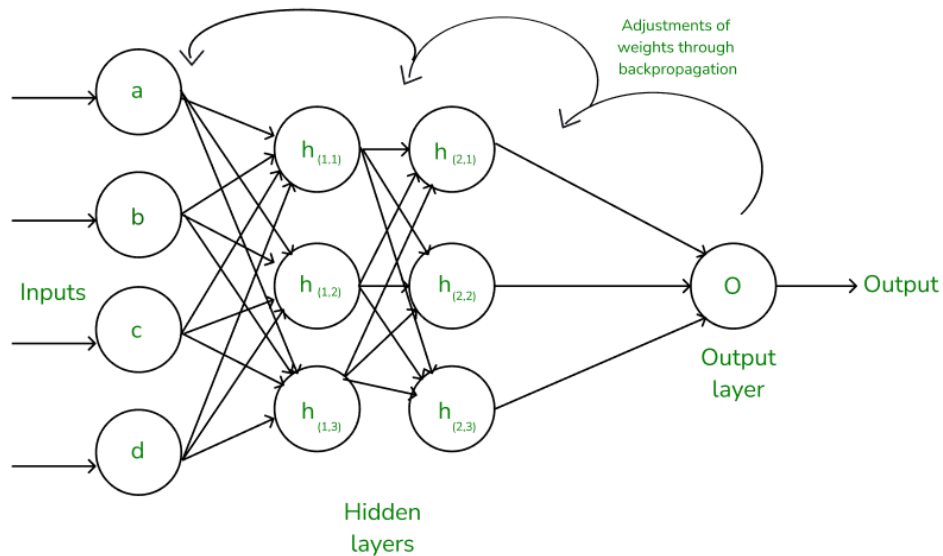 Adjustments of
weights through
backpropagation
a
h (1,1)
h (2,1)
b
Inputs
h (1,2)
h (2,2)
O
Output
c
Output
layer
h (1,3)
h (2,3)
d
Hidden
layers